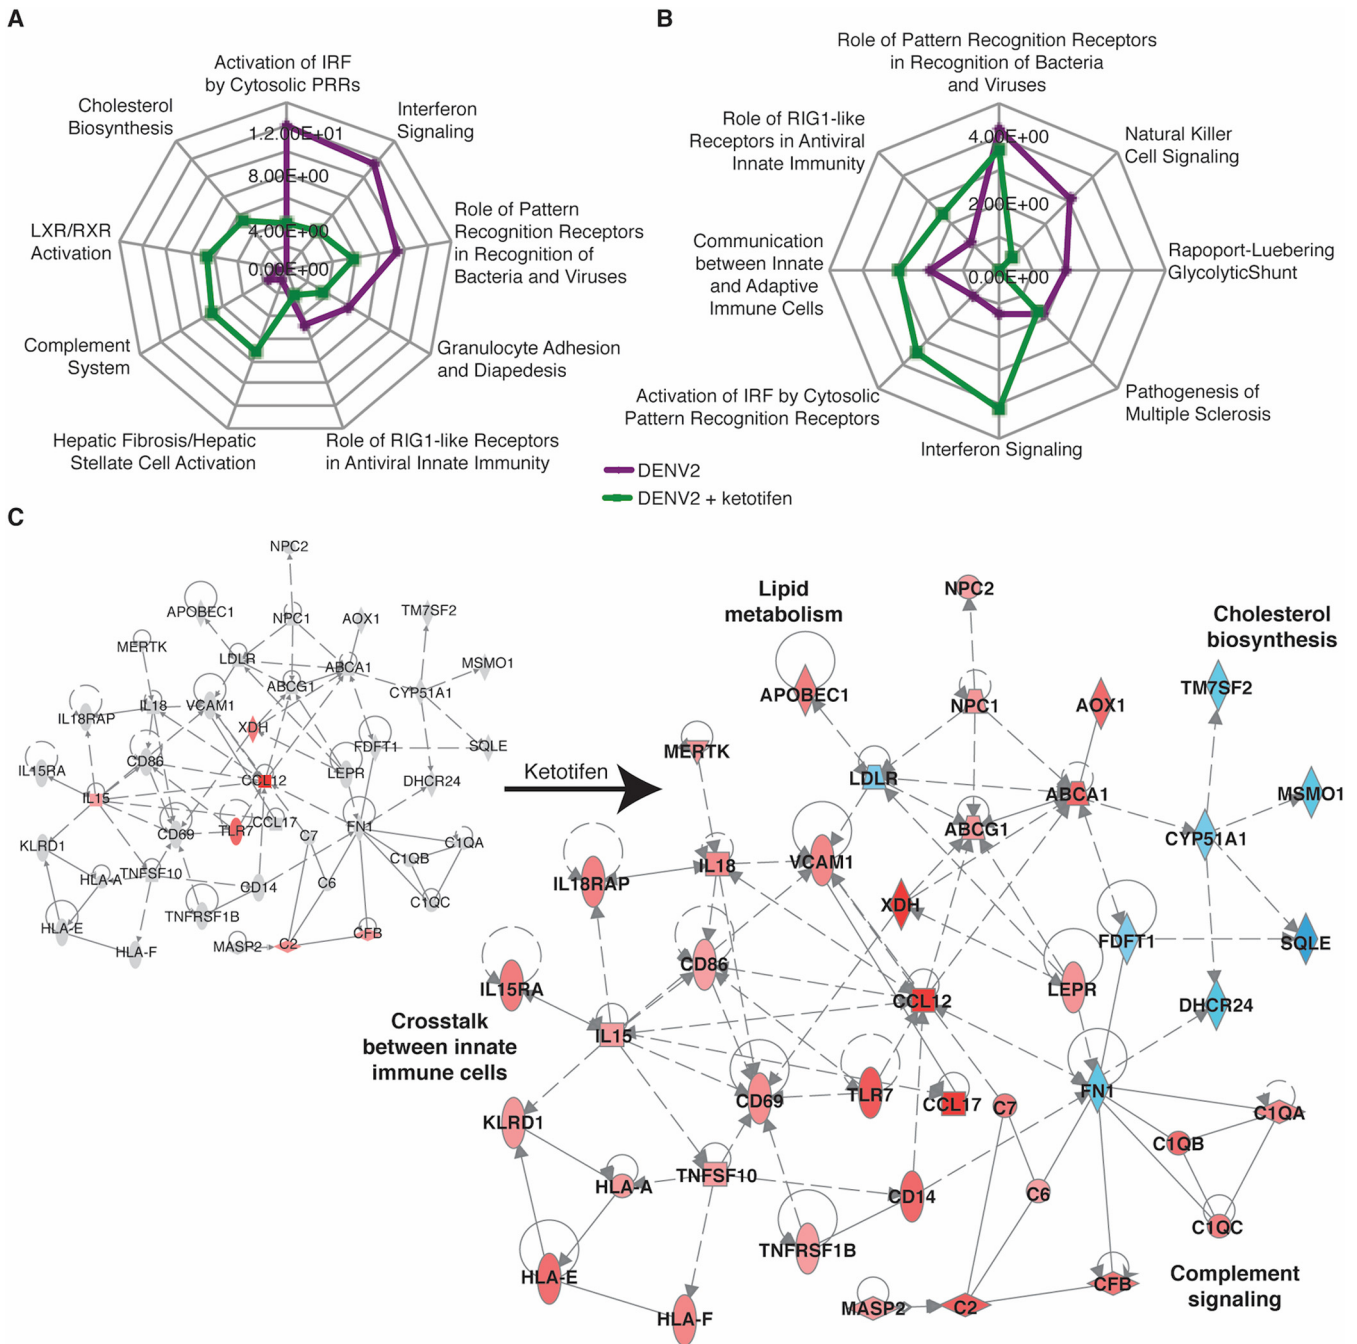 A
B
Activation of IRF
by Cytosolic PRRs
Cholesterol
Biosynthesis
Interferon
Signaling
1.2.00E+01
8.00E+00
4.00E+00
0.00E+00
LXR/RXR
Activation
Role of Pattern
Recognition Receptors
in Recognition of
Bacteria and Viruses
Complement
System
Granulocyte Adhesion
and Diapedesis
Hepatic Fibrosis/Hepatic
Stellate Cell Activation
Role of RIG1-like Receptors
in Antiviral Innate Immunity
Role of Pattern Recognition Receptors
in Recognition of Bacteria
and Viruses
Role of RIG1-like
Receptors in Antiviral
Innate Immunity
Natural Killer
Cell Signaling
4.00E+00
2.00E+00
0.00E+00
Communication
between Innate
and Adaptive
Immune Cells
Rapoport-Luebering
GlycolyticShunt
Activation of IRF by Cytosolic
Pattern Recognition Receptors
Pathogenesis of
Multiple Sclerosis
Interferon Signaling
DENV2
DENV2 + ketotifen
C
NPC2
APOBEC1
NPC1
AOX1
TM7SF2
MERTK
LDLR
ABCA1
MSMO1
ABCG1
CYP51A1
IL18RAP
IL18
VCAM1
XDH
FDFT1
SQLE
IL15RA
CD86
CCL12
LEPR
DHCR24
IL15
CD69
TLR7
CCL17
C7
FN1
KLRD1
C1QA
C1QB
HLA-A
TNFSF10
CD14
C6
C1QC
TNFRSF1B
HLA-E
HLA-F
MASP2
C2
CFB
Ketotifen
Lipid
metabolism
NPC2
Cholesterol
biosynthesis
APOBEC1
NPC1
AOX1
TM7SF2
MERTK
LDLR
ABCA1
MSMO1
ABCG1
CYP51A1
IL18
VCAM1
IL18RAP
XDH
FDFT1
SQLE
CD86
IL15RA
CCL12
LEPR
DHCR24
Crosstalk
between innate
immune cells
IL15
CD69
TLR7
CCL17
C7
FN1
C1QA
KLRD1
C1QB
HLA-A
TNFSF10
CD14
C6
C1QC
TNFRSF1B
HLA-E
HLA-F
MASP2
C2
CFB
Complement
signaling